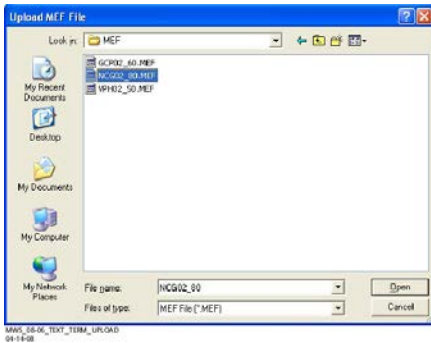 Upload MEF File
Look in:
MEF
GCP02_60.MEF
NCG02_80.MEF
VPH02_50.MEF
My Recent
Documents
Desktop
My Documents
My Computer
My Network
Places
File name:
NCG02_80
Open
Files of type:
MEF File (*.MEF)
Cancel
MWS_08-06_TEXT_TERM_UPLOAD
04-14-08